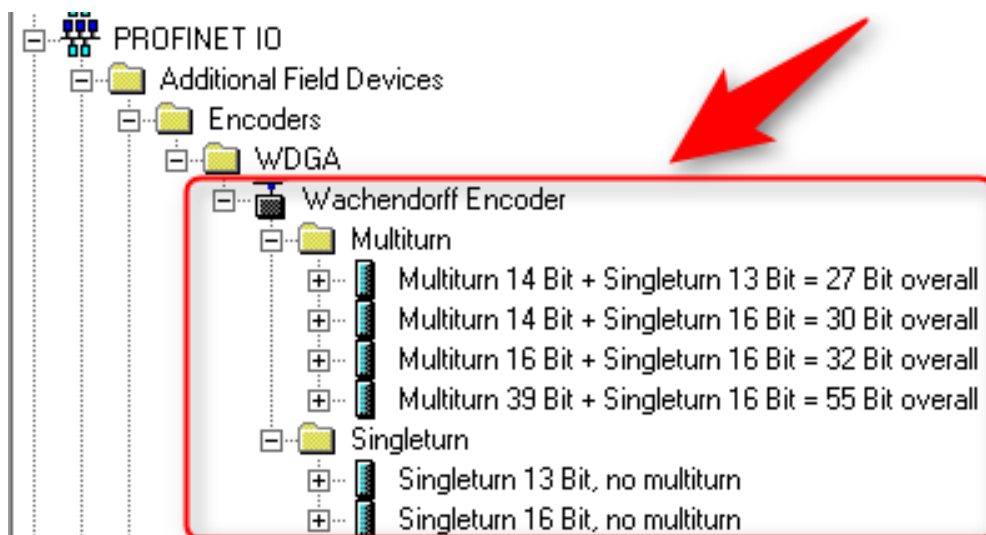 PROFINET IO
Additional Field Devices
Encoders
WDGA
Wachendorff Encoder
Multiturn
Multiturn 14 Bit + Singleturn 13 Bit = 27 Bit overall
Multiturn 14 Bit + Singleturn 16 Bit = 30 Bit overall
Multiturn 16 Bit + Singleturn 16 Bit = 32 Bit overall
Multiturn 39 Bit + Singleturn 16 Bit = 55 Bit overall
Singleturn
Singleturn 13 Bit, no multiturn
Singleturn 16 Bit, no multiturn